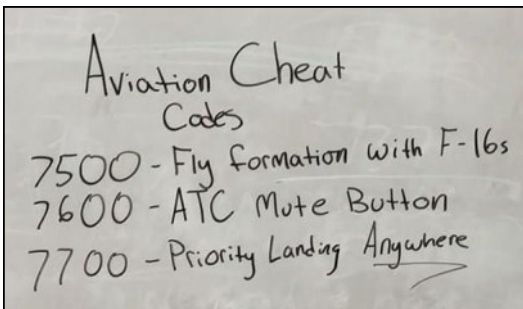 Aviation Cheat
Codes
7500 - Fly formation with F-16s
7600 - ATC Mute Button
7700 - Priority Landing Anywhere